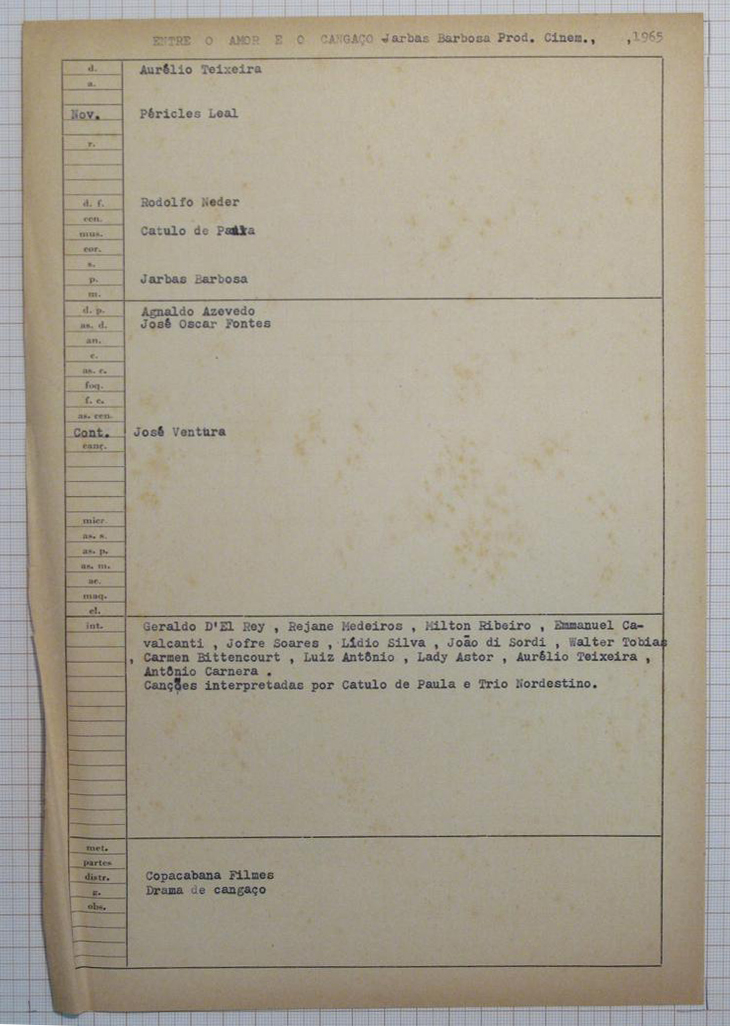 ENTRE O AMOR E O CANGAÇO Jarbas Barbosa Prod. Cinem., ,1965
d. Aurélio Teixeira
a.
Nov. Péricles Leal
r.
d. f. Rodolfo Neder
cen.
mus. Catulo de Paula
cor.
s.
p. Jarbas Barbosa
m.
d. p. Agnaldo Azevedo
as. d. José Oscar Fontes
an.
c.
as. c.
foq.
f. c.
as. cen.
Cont. José Ventura
canç.
micr.
as. s.
as. p.
as. m.
ac.
maq.
el.
int. Geraldo D'El Rey , Rejane Medeiros , Milton Ribeiro , Emmanuel Ca-
valcanti , Jofre Soares , Lídio Silva , João di Sordi , Walter Tobias
, Carmen Bittencourt , Luiz Antônio , Lady Astor , Aurélio Teixeira ,
Antônio Carnera .
Canções interpretadas por Catulo de Paula e Trio Nordestino.
met.
partes
distr. Copacabana Filmes
g. Drama de cangaço
obs.